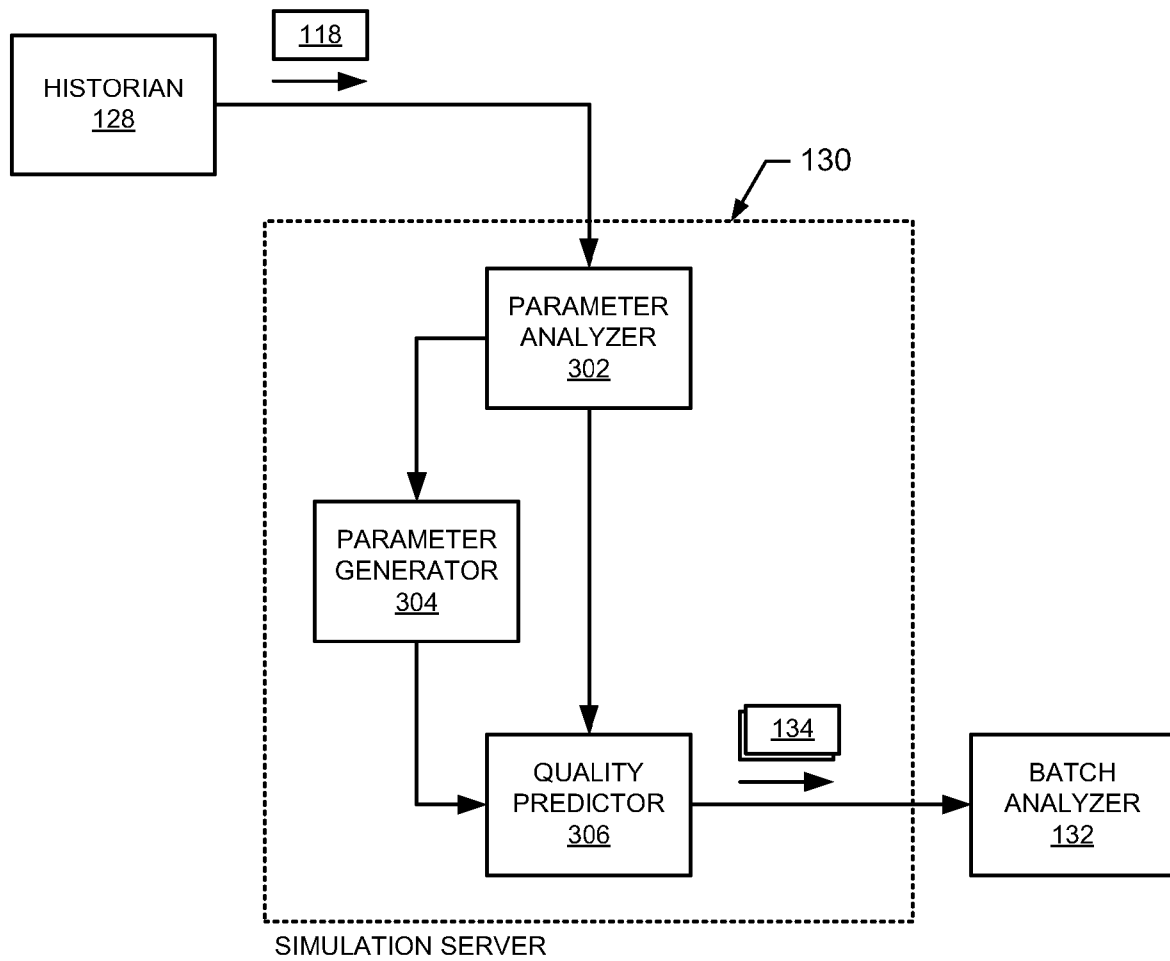 118
HISTORIAN
128
130
PARAMETER
ANALYZER
302
PARAMETER
GENERATOR
304
134
QUALITY
PREDICTOR
306
BATCH
ANALYZER
132
SIMULATION SERVER